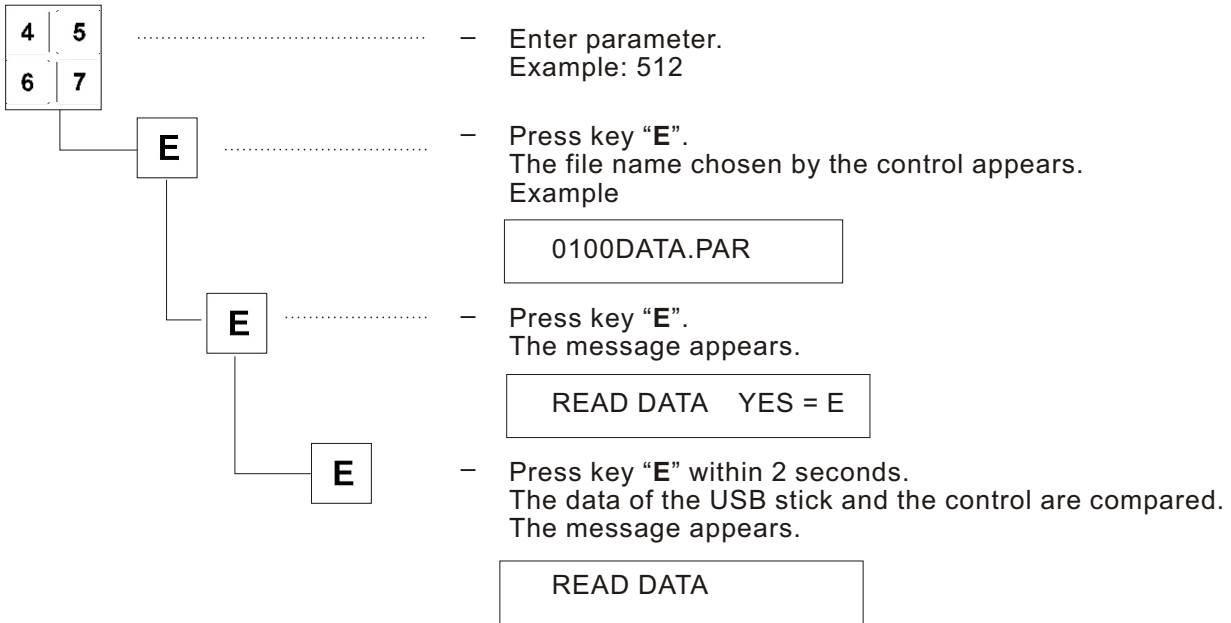 4 5
– Enter parameter.
Example: 512
6 7
E
– Press key “E”.
The file name chosen by the control appears.
Example
0100DATA.PAR
E
– Press key “E”.
The message appears.
READ DATA YES = E
E
– Press key “E” within 2 seconds.
The data of the USB stick and the control are compared.
The message appears.
READ DATA